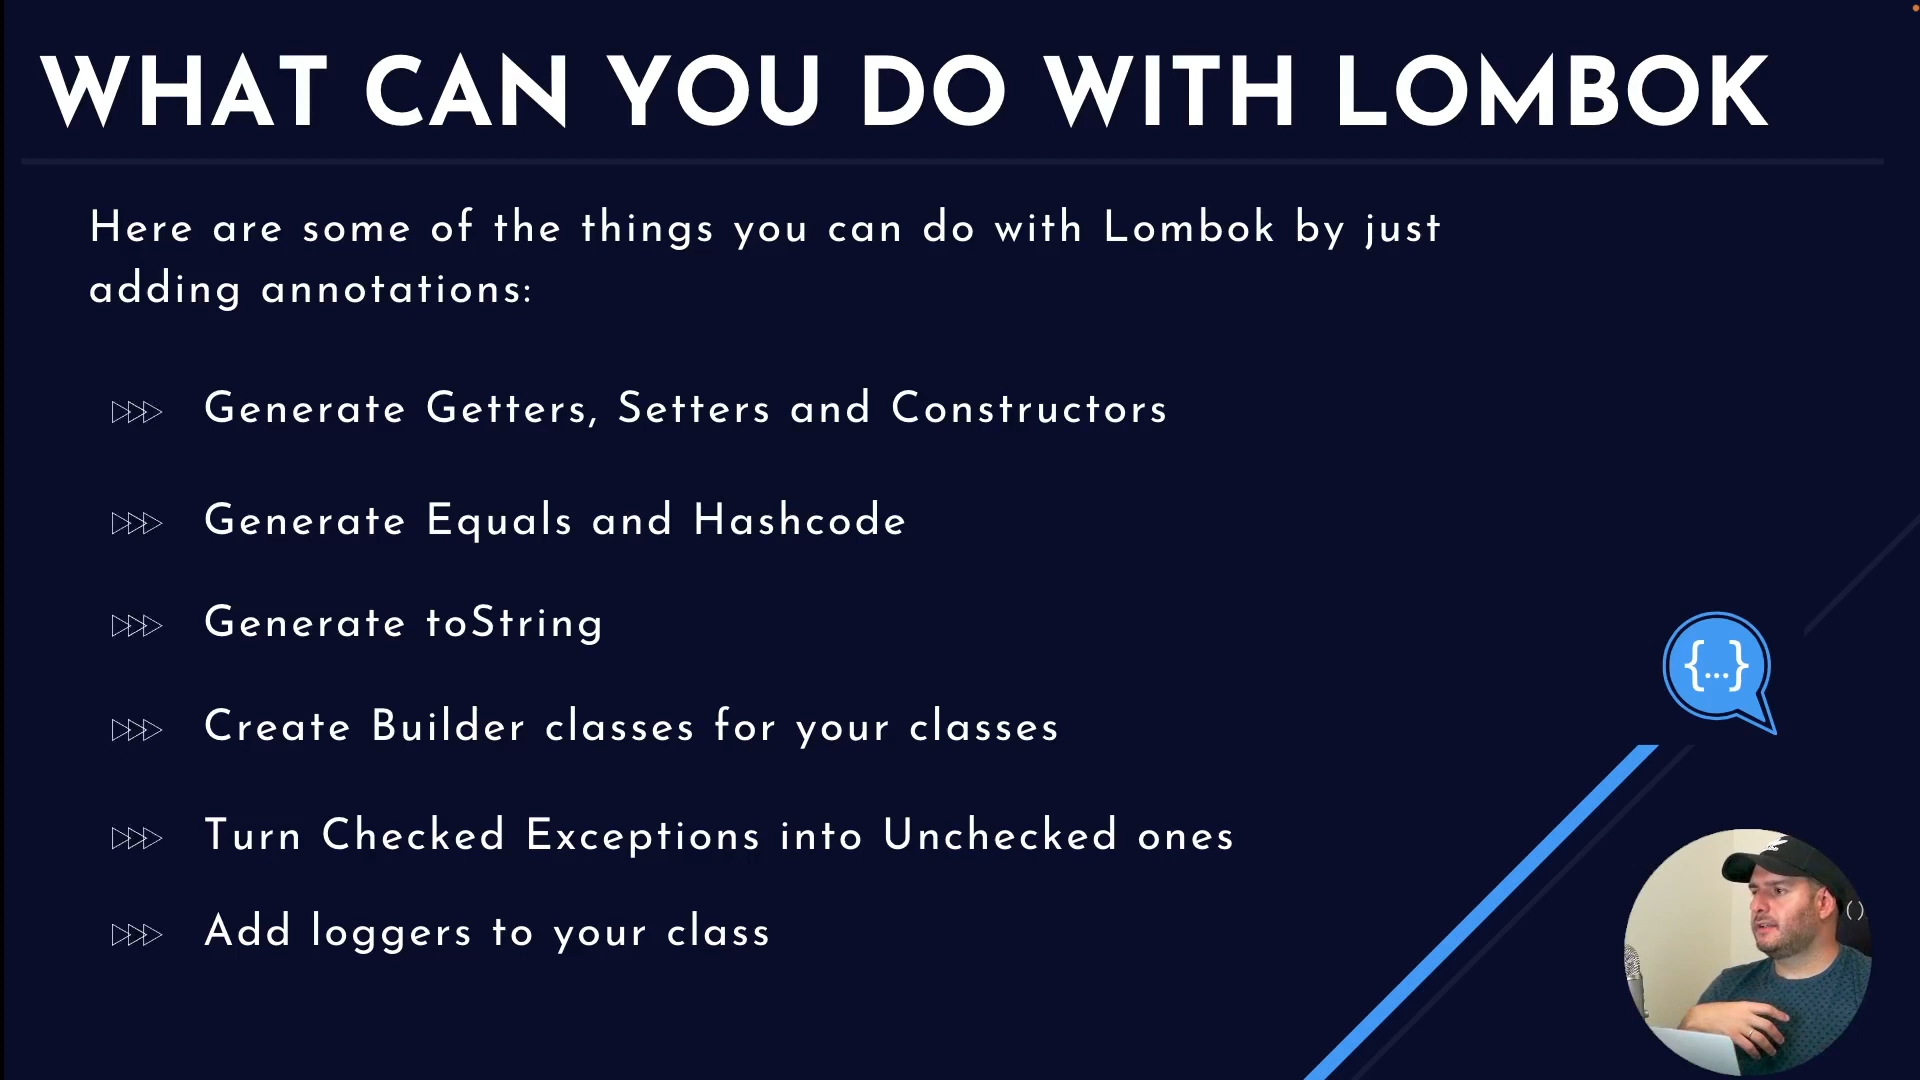 WHAT CAN YOU DO WITH LOMBOK
Here are some of the things you can do with Lombok by just
adding annotations:
Generate Getters, Setters and Constructors
Generate Equals and Hashcode
Generate toString
Create Builder classes for your classes
Turn Checked Exceptions into Unchecked ones
Add loggers to your class
{...}